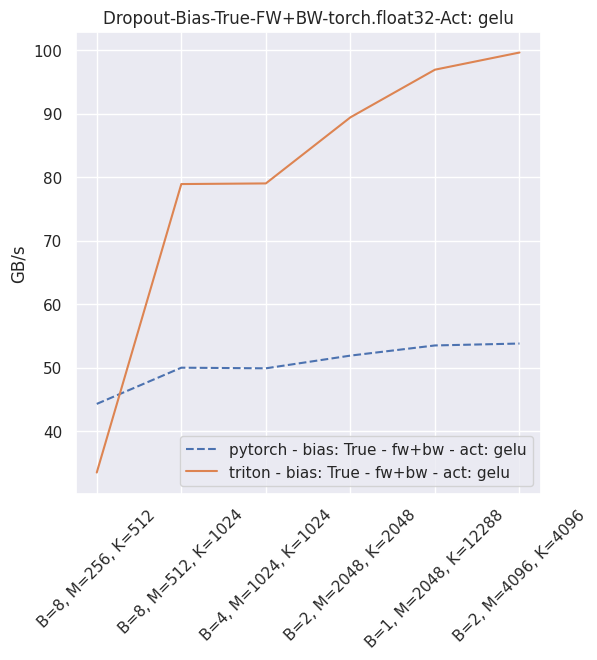 Dropout-Bias-True-FW+BW-torch.float32-Act: gelu
100
90
80
70
60
50
40
GB/s
pytorch - bias: True - fw+bw - act: gelu
triton - bias: True - fw+bw - act: gelu
B=8, M=256, K=512
B=8, M=512, K=1024
B=4, M=1024, K=1024
B=2, M=2048, K=2048
B=1, M=2048, K=12288
B=2, M=4096, K=4096